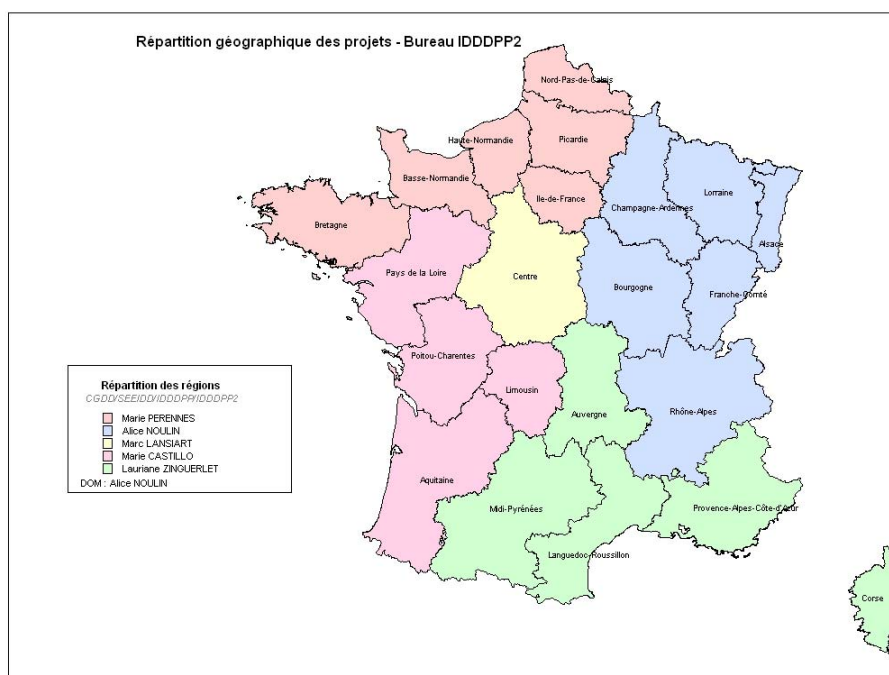 Répartition géographique des projets - Bureau IDDDPP2
Nord-Pas-de-Calais
Haute-Normandie
Picardie
Basse-Normandie
Ile-de-France
Champagne-Ardennes
Lorraine
Alsace
Bretagne
Pays de la Loire
Centre
Bourgogne
Franche-Comté
Poitou-Charentes
Limousin
Auvergne
Rhône-Alpes
Aquitaine
Midi-Pyrénées
Languedoc-Roussillon
Provence-Alpes-Côte-d'Azur
Corse
Répartition des régions
CGDD/SEEIDD/IDDDPP/IDDDPP2
Marie PERENNES
Alice NOULIN
Marc LANSIART
Marie CASTILLO
Lauriane ZINGUERLET
DOM : Alice NOULIN